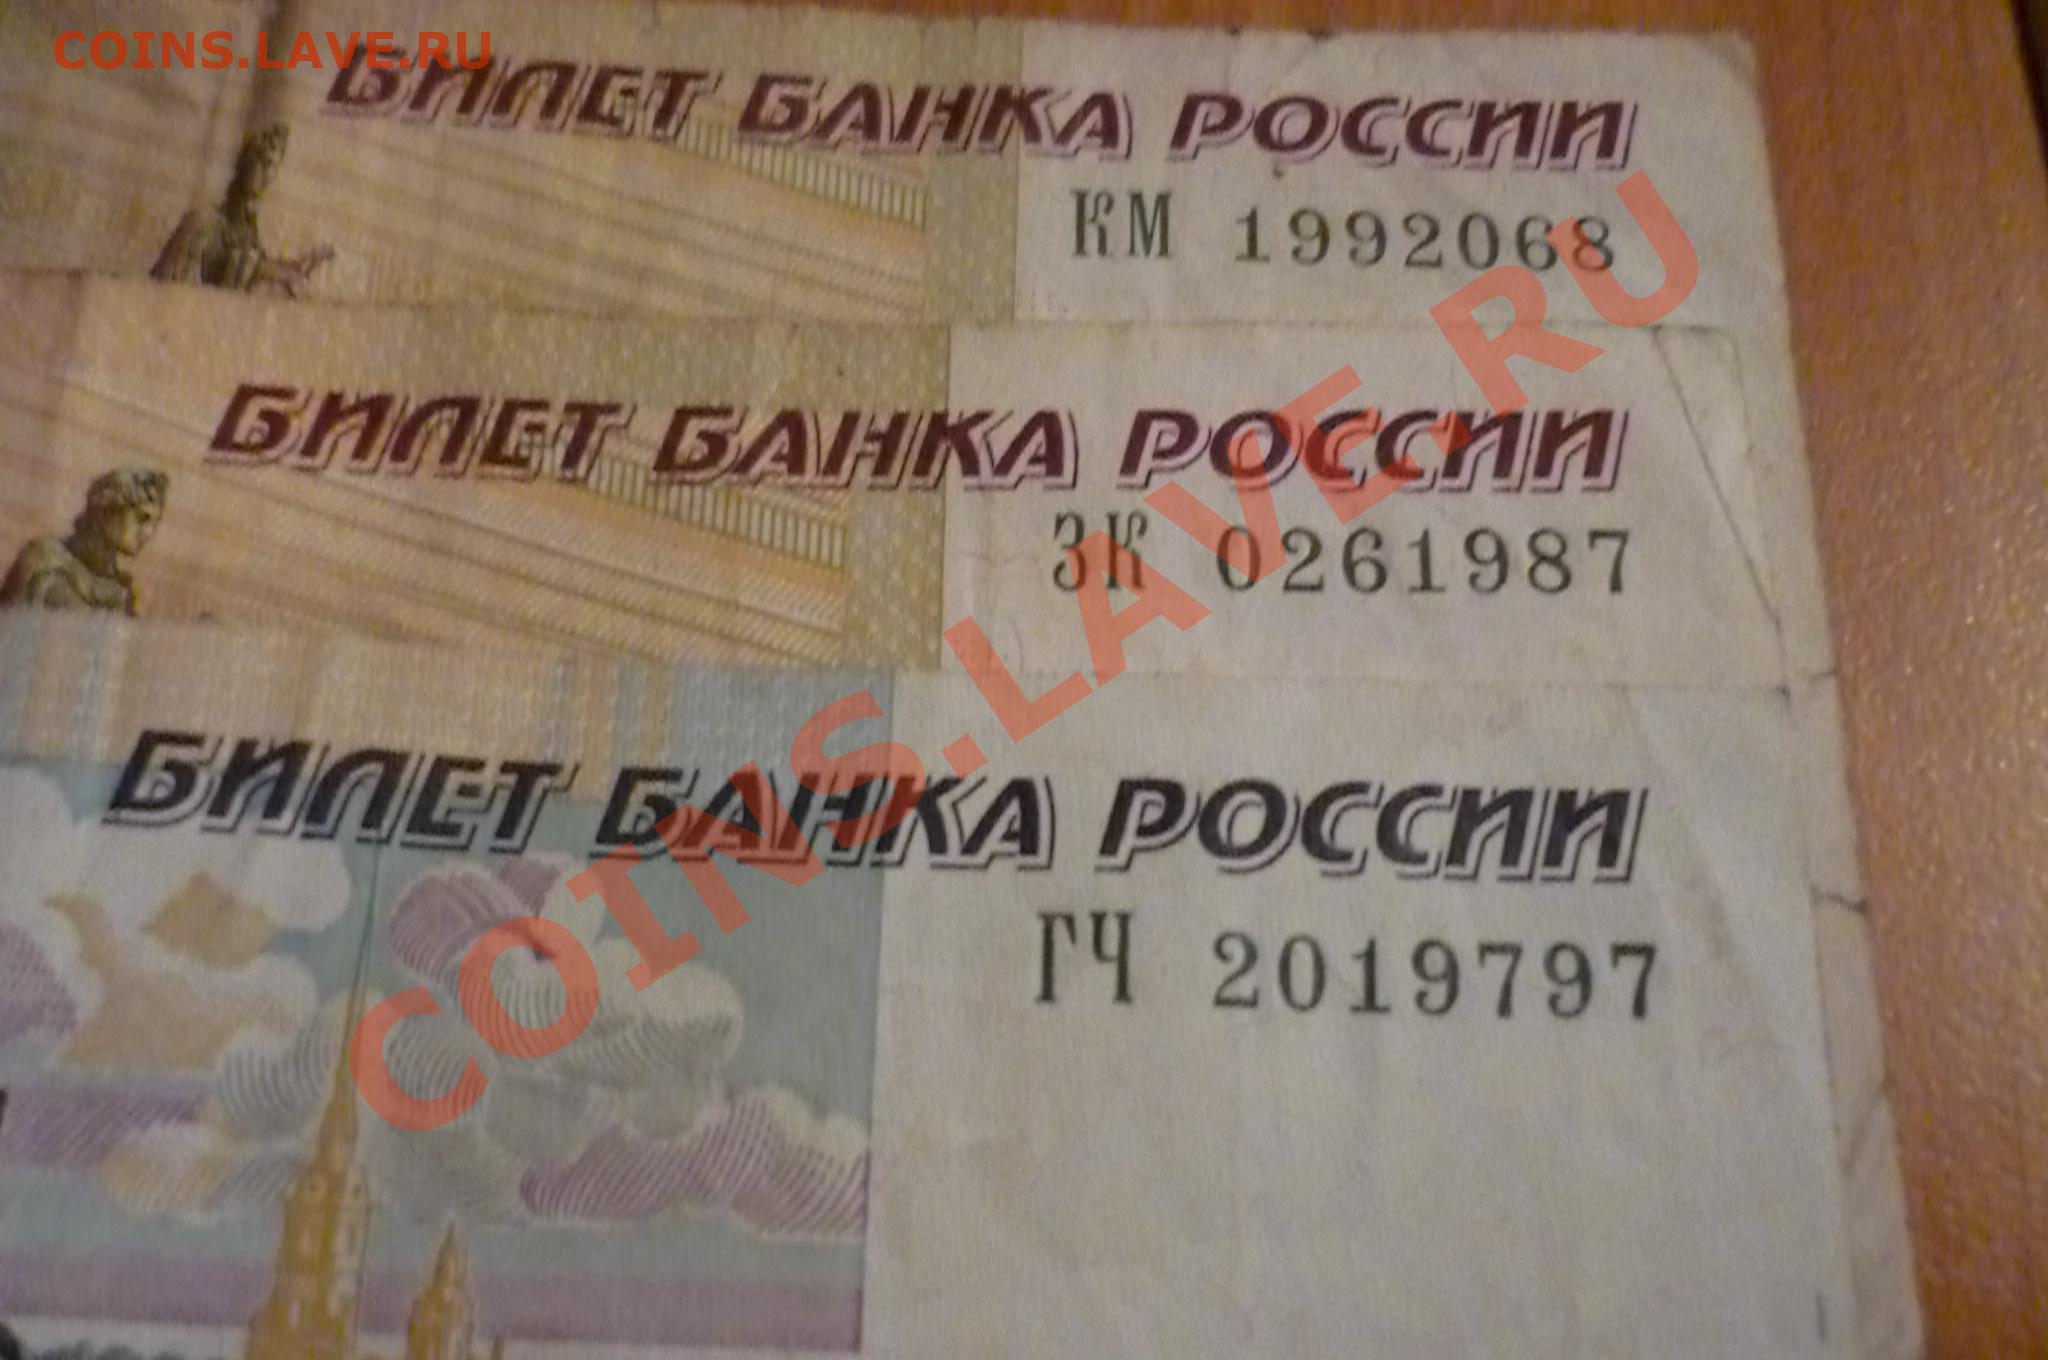 COINS.LAVE.RU
БИЛЕТ БАНКА РОССИИ
КМ 1992068
БИЛЕТ БАНКА РОССИИ
ЗК 0261987
БИЛЕТ БАНКА РОССИИ
ГЧ 2019797
COINS.LAVE.RU